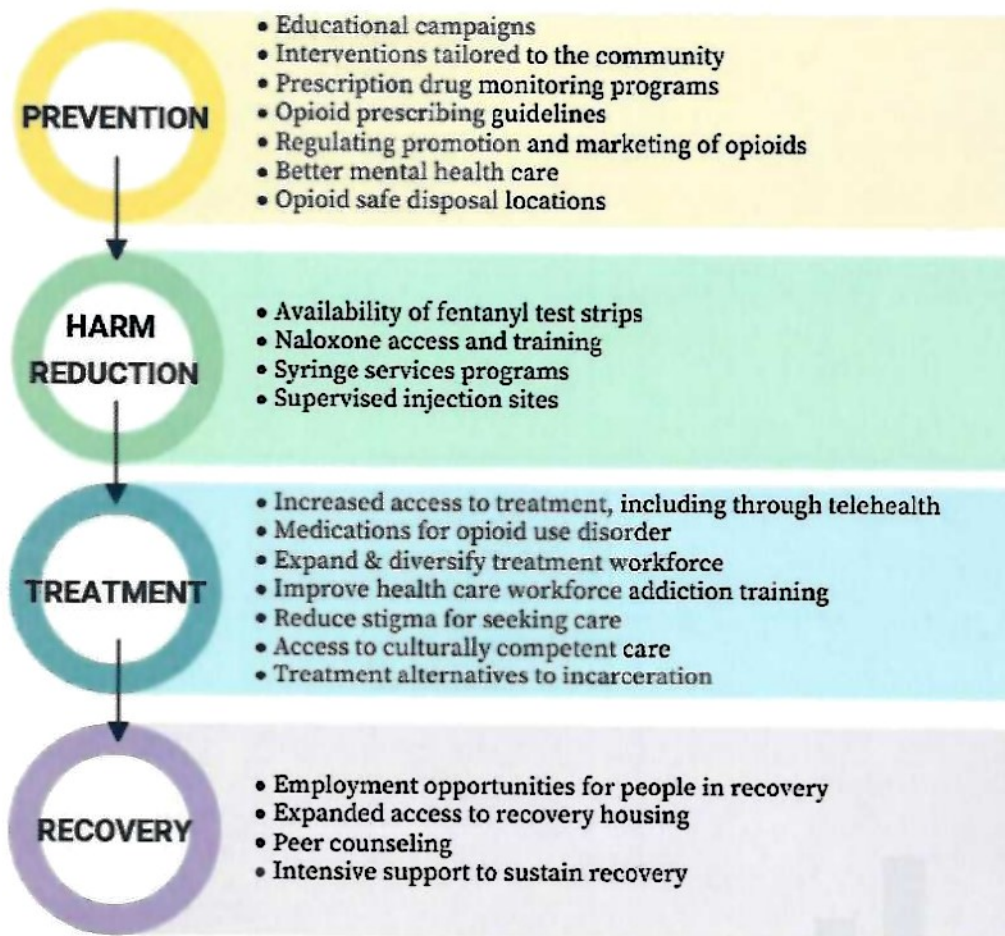 PREVENTION
• Educational campaigns
• Interventions tailored to the community
• Prescription drug monitoring programs
• Opioid prescribing guidelines
• Regulating promotion and marketing of opioids
• Better mental health care
• Opioid safe disposal locations
HARM
REDUCTION
• Availability of fentanyl test strips
• Naloxone access and training
• Syringe services programs
• Supervised injection sites
TREATMENT
• Increased access to treatment, including through telehealth
• Medications for opioid use disorder
• Expand & diversify treatment workforce
• Improve health care workforce addiction training
• Reduce stigma for seeking care
• Access to culturally competent care
• Treatment alternatives to incarceration
RECOVERY
• Employment opportunities for people in recovery
• Expanded access to recovery housing
• Peer counseling
• Intensive support to sustain recovery